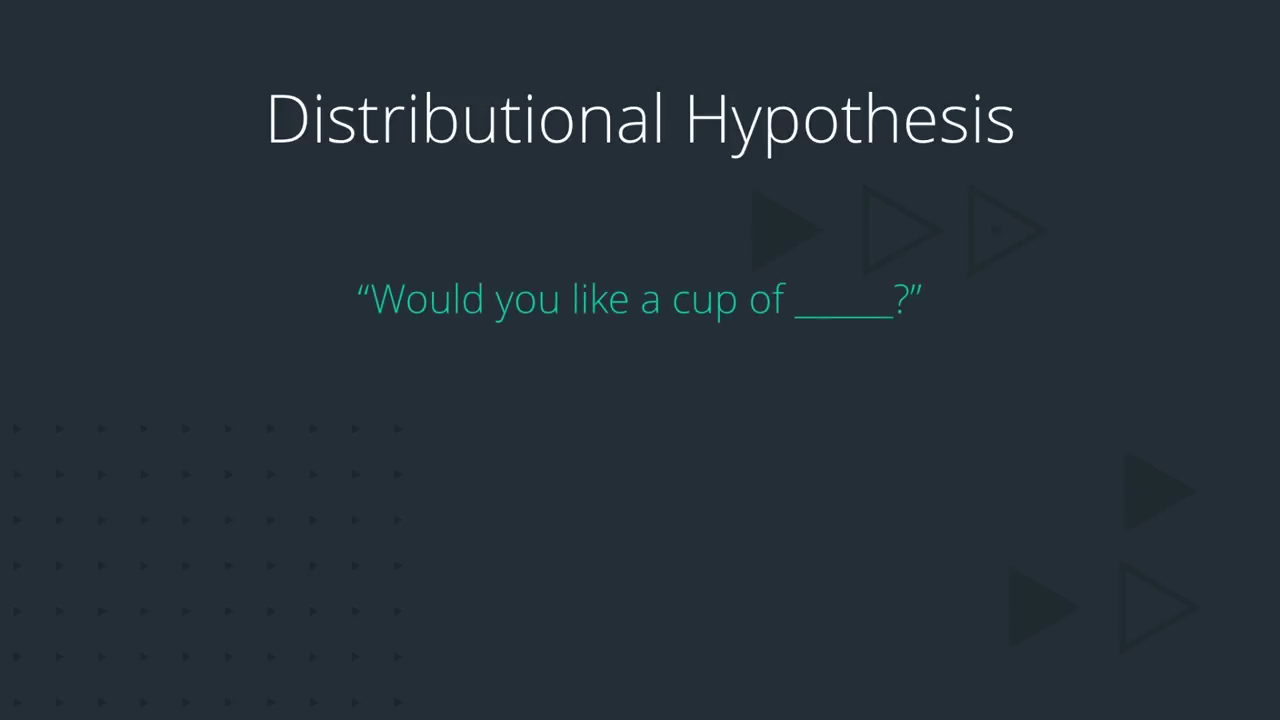 Distributional Hypothesis
“Would you like a cup of ______?”